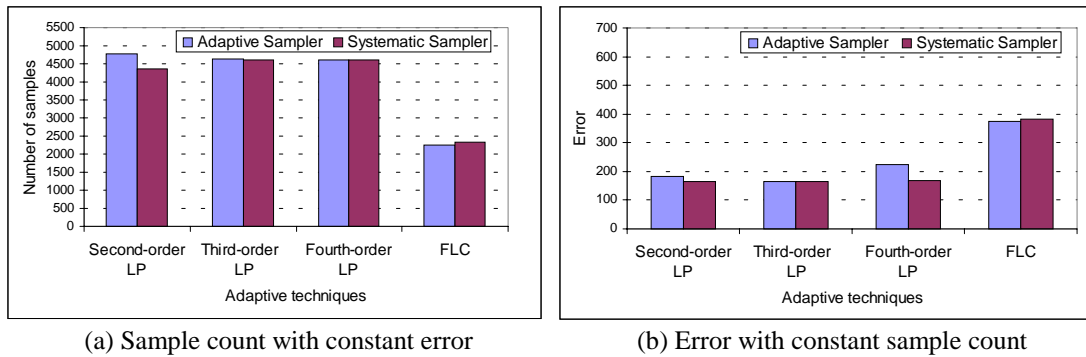 5500
5000
4500
4000
3500
3000
2500
2000
1500
1000
500
0
Number of samples
Adaptive Sampler
Systematic Sampler
Second-order
LP
Third-order
LP
Fourth-order
LP
FLC
Adaptive techniques
(a) Sample count with constant error
700
600
500
400
300
200
100
0
Error
Adaptive Sampler
Systematic Sampler
Second-order
LP
Third-order
LP
Fourth-order
LP
FLC
Adaptive techniques
(b) Error with constant sample count